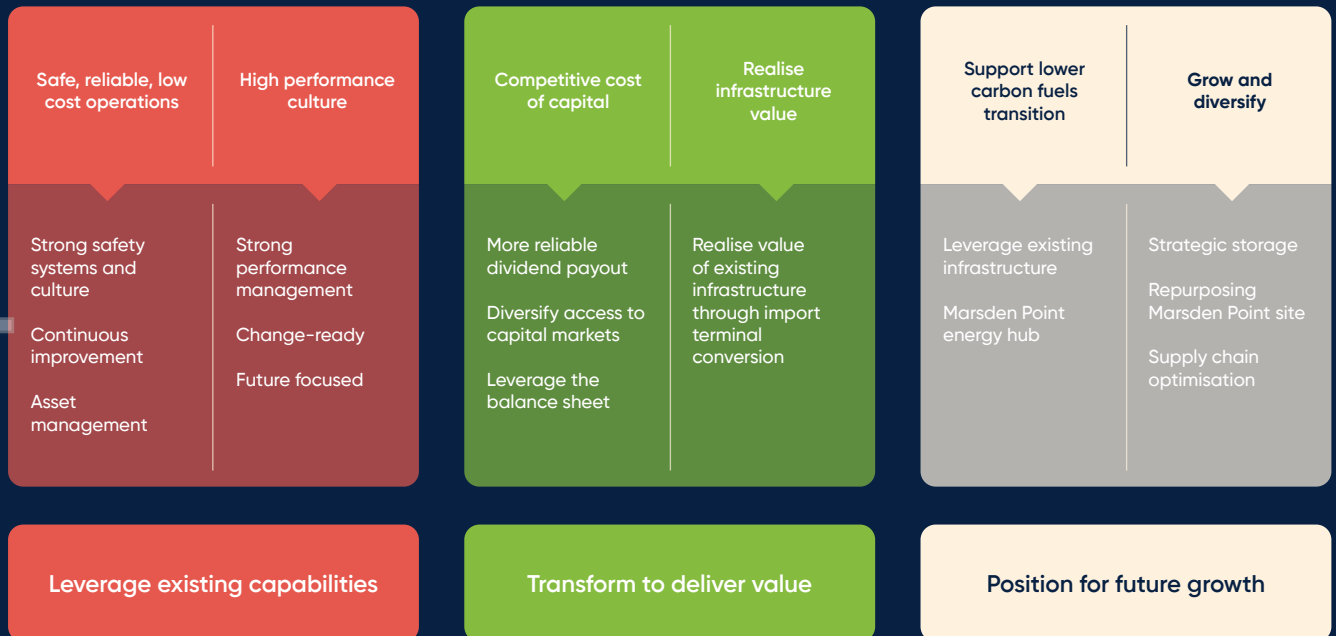 Safe, reliable, low
cost operations
High performance
culture
Strong safety
systems and
culture
Continuous
improvement
Asset
management
Strong
performance
management
Change-ready
Future focused
Leverage existing capabilities
Competitive cost
of capital
Realise
infrastructure
value
More reliable
dividend payout
Diversify access to
capital markets
Leverage the
balance sheet
Realise value
of existing
infrastructure
through import
terminal
conversion
Transform to deliver value
Support lower
carbon fuels
transition
Grow and
diversify
Leverage existing
infrastructure
Marsden Point
energy hub
Strategic storage
Repurposing
Marsden Point site
Supply chain
optimisation
Position for future growth